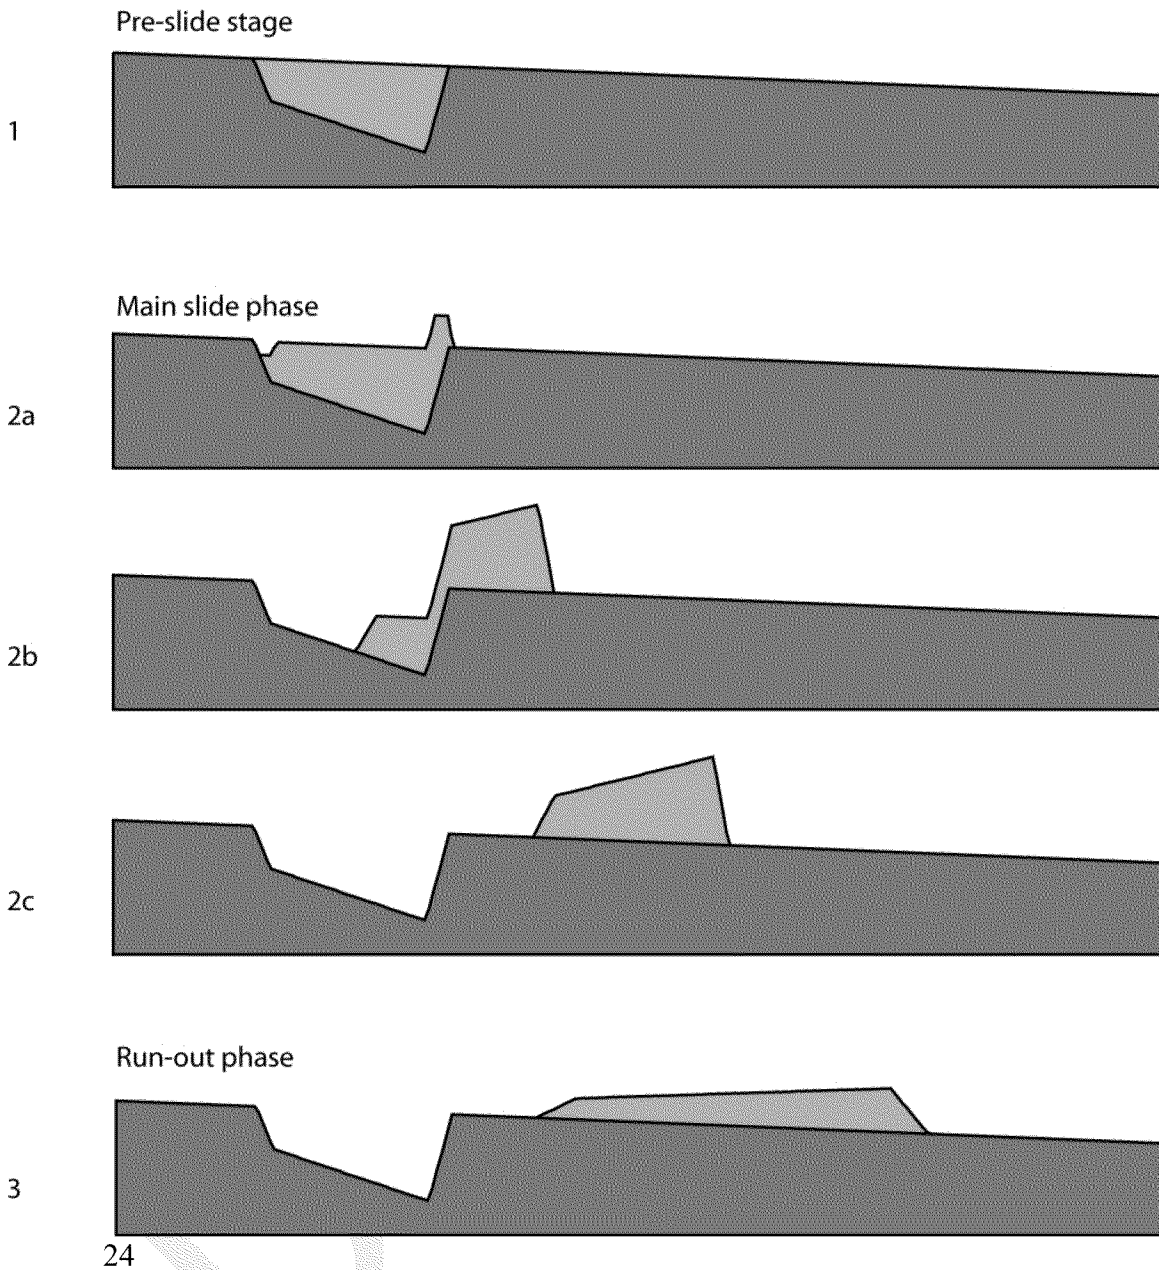 Pre-slide stage
1
Main slide phase
2a
2b
2c
Run-out phase
3
24